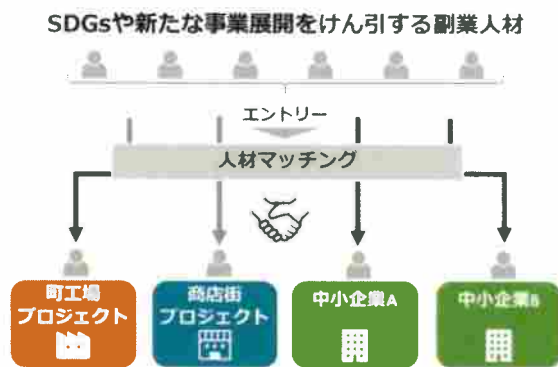 SDGsや新たな事業展開をけん引する副業人材
エントリー
人材マッチング
町工場
プロジェクト
商店街
プロジェクト
中小企業A
中小企業B